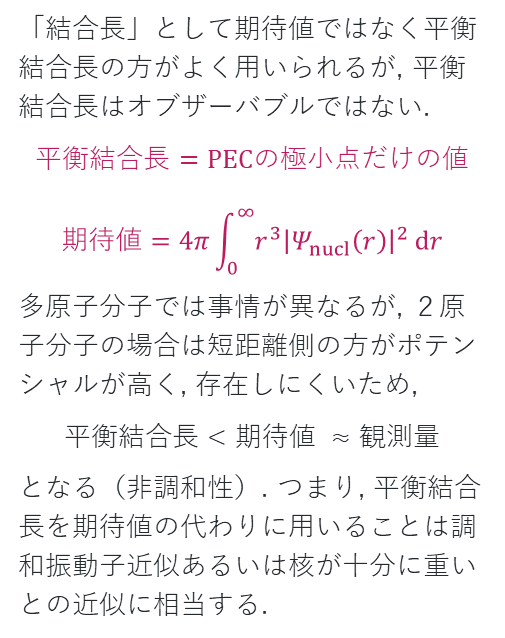 「結合長」として期待値ではなく平衡
結合長の方がよく用いられるが, 平衡
結合長はオブザーバブルではない.
平衡結合長 = PECの極小点だけの値
期待値 = 4π∫₀^∞ r³|Ψnucl(r)|² dr
多原子分子では事情が異なるが, 2原
子分子の場合は短距離側の方がポテン
シャルが高く, 存在しにくいため,
平衡結合長 < 期待値 ≈ 観測量
となる（非調和性）. つまり, 平衡結合
長を期待値の代わりに用いることは調
和振動子近似あるいは核が十分に重い
との近似に相当する.